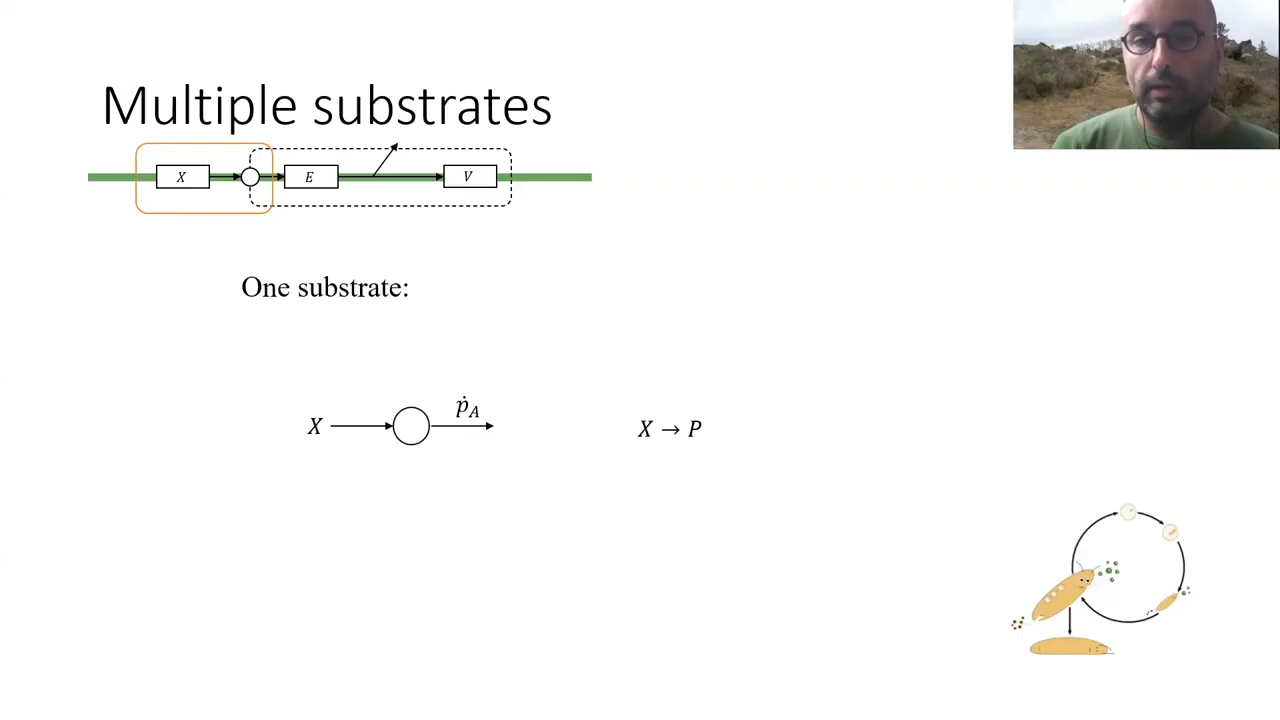 Multiple substrates
X E V
One substrate:
X ṗ_A X → P